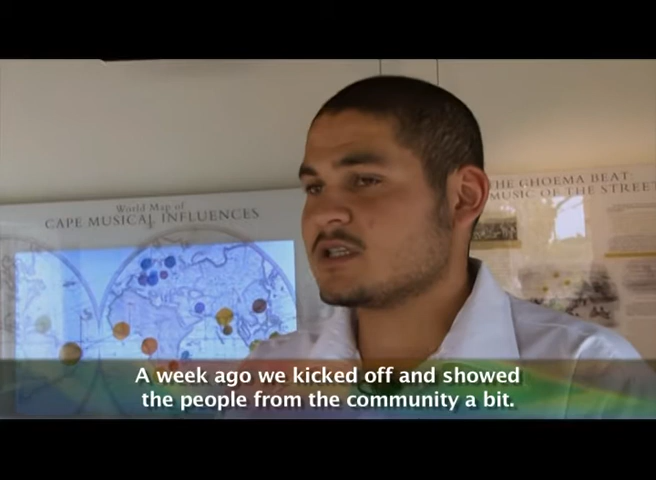 World Map of
CAPE MUSICAL INFLUENCES
THE GHOEMA BEAT:
MUSIC OF THE STREET
A week ago we kicked off and showed
the people from the community a bit.